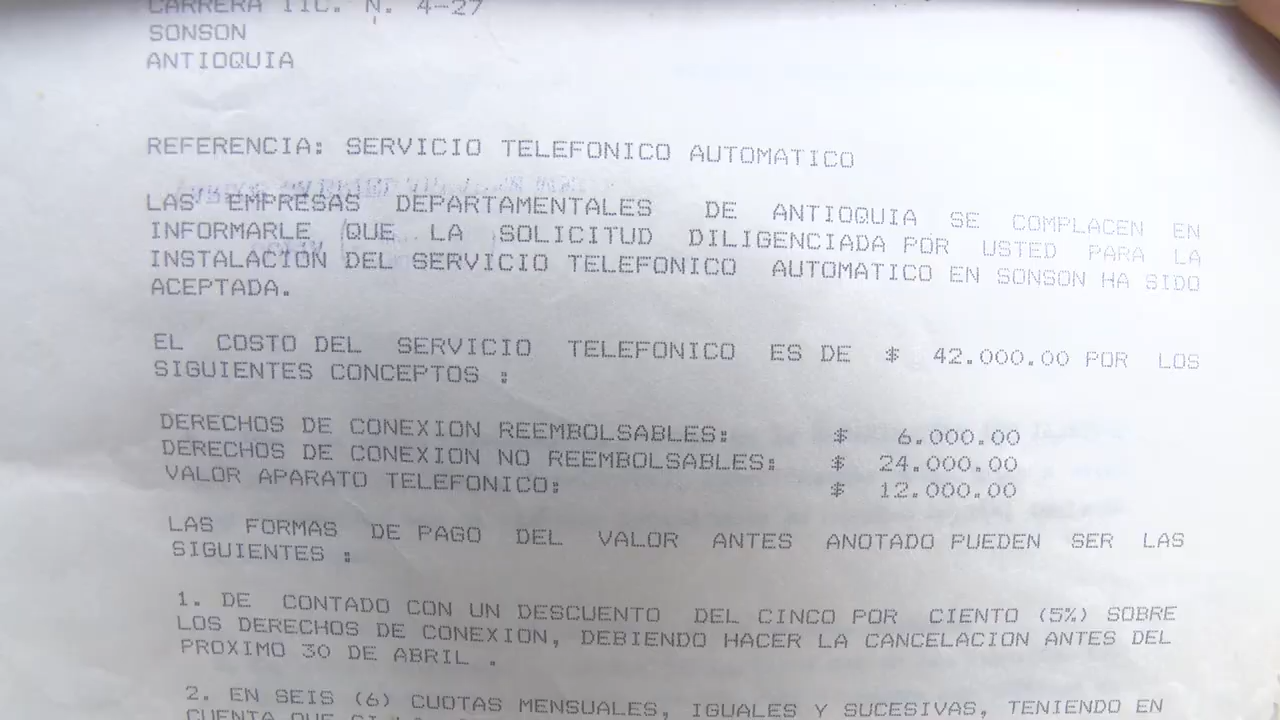 CARRERA 11C. N. 4-27
SONSON
ANTIOQUIA
REFERENCIA: SERVICIO TELEFONICO AUTOMATICO
LAS EMPRESAS DEPARTAMENTALES DE ANTIOQUIA SE COMPLACEN EN
INFORMARLE QUE LA SOLICITUD DILIGENCIADA POR USTED PARA LA
INSTALACION DEL SERVICIO TELEFONICO AUTOMATICO EN SONSON HA SIDO
ACEPTADA.
EL COSTO DEL SERVICIO TELEFONICO ES DE $ 42.000.00 POR LOS
SIGUIENTES CONCEPTOS :
DERECHOS DE CONEXION REEMBOLSABLES: $ 6.000.00
DERECHOS DE CONEXION NO REEMBOLSABLES: $ 24.000.00
VALOR APARATO TELEFONICO: $ 12.000.00
LAS FORMAS DE PAGO DEL VALOR ANTES ANOTADO PUEDEN SER LAS
SIGUIENTES :
1. DE CONTADO CON UN DESCUENTO DEL CINCO POR CIENTO (5%) SOBRE
LOS DERECHOS DE CONEXION, DEBIENDO HACER LA CANCELACION ANTES DEL
PROXIMO 30 DE ABRIL .
2. EN SEIS (6) CUOTAS MENSUALES, IGUALES Y SUCESIVAS, TENIENDO EN
CUENTA QUE